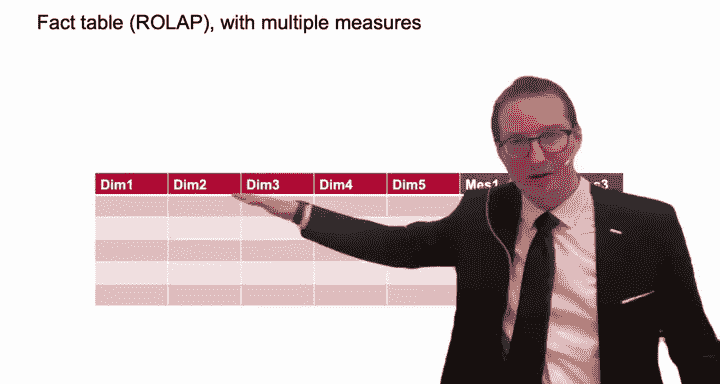 Fact table (ROLAP), with multiple measures
Dim1 Dim2 Dim3 Dim4 Dim5 Mes1